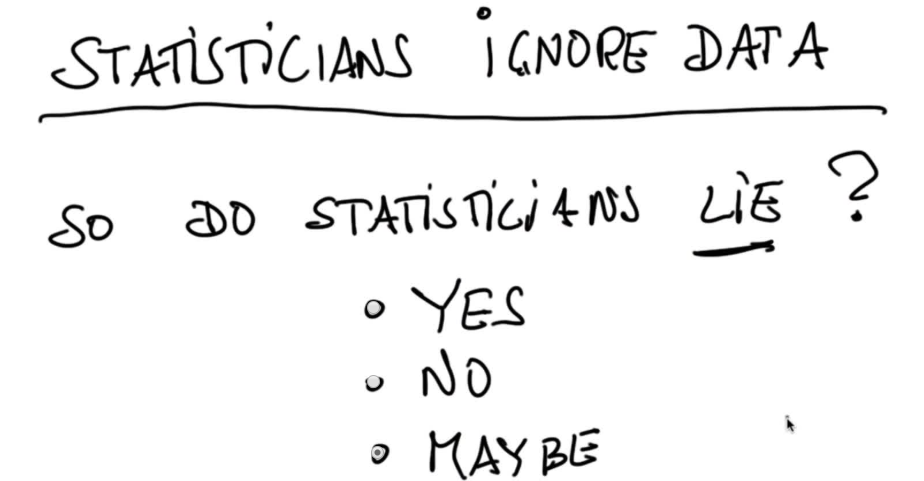 STATISTICIANS IGNORE DATA
SO DO STATISTICIANS LIE ?
YES
NO
MAYBE